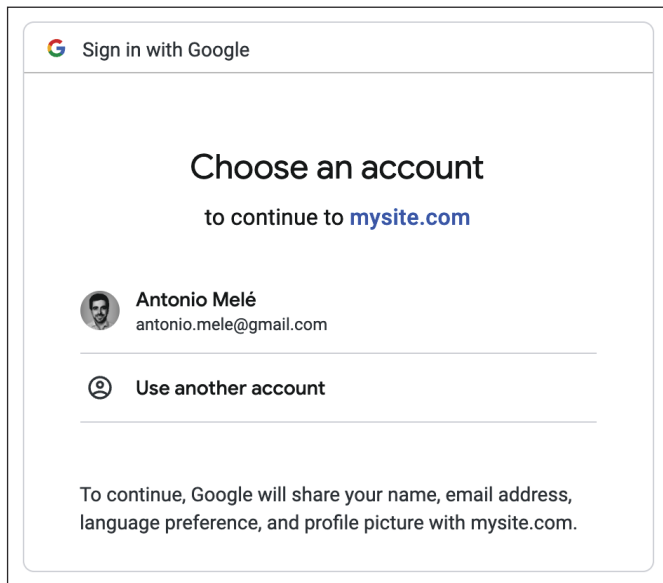 Sign in with Google
Choose an account
to continue to mysite.com
Antonio Melé
antonio.mele@gmail.com
Use another account
To continue, Google will share your name, email address,
language preference, and profile picture with mysite.com.